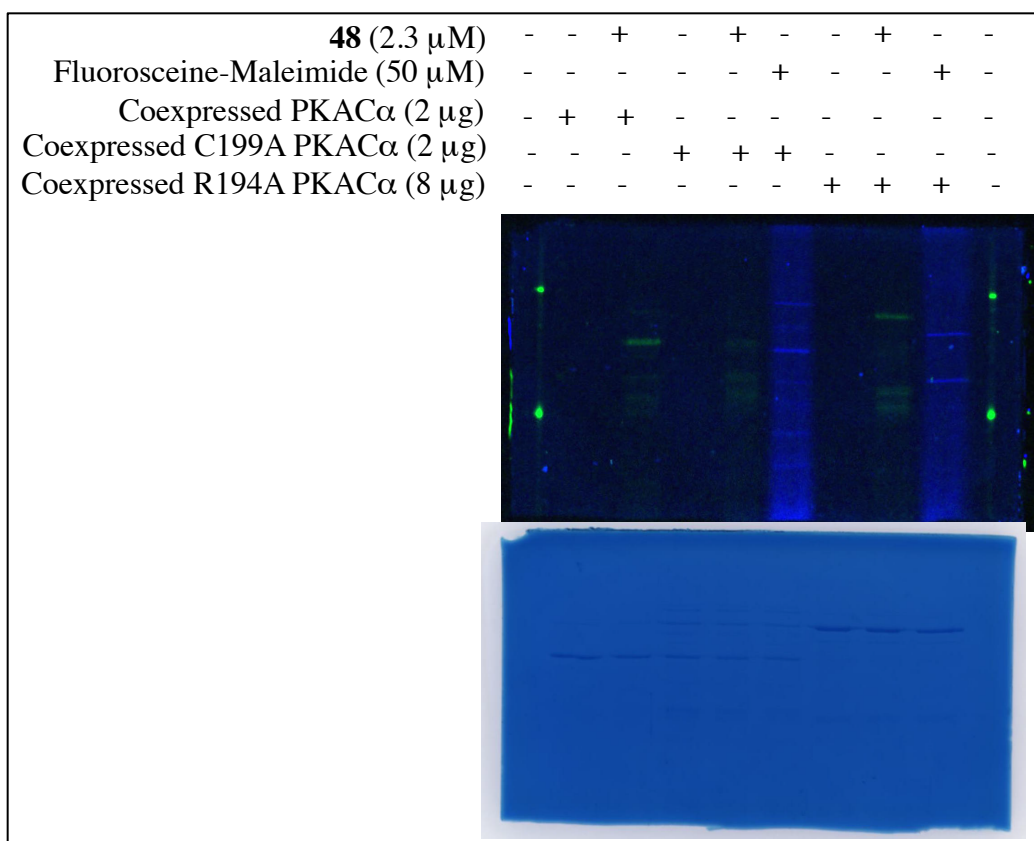 48 (2.3 μM) - - + - + - - + - -
Fluorosceine-Maleimide (50 μM) - - - - - + - - + -
Coexpressed PKACα (2 μg) - + + - - - - - - -
Coexpressed C199A PKACα (2 μg) - - - + + + - - - -
Coexpressed R194A PKACα (8 μg) - - - - - - + + + -